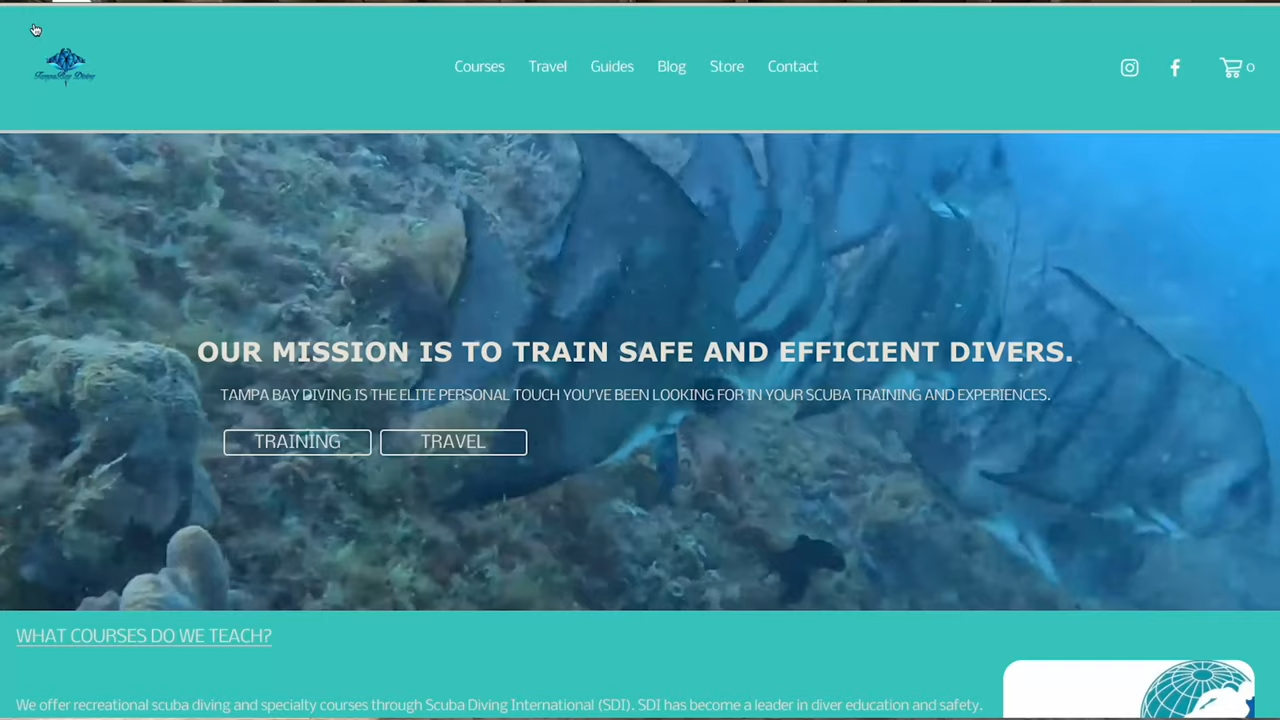 Tampa Bay Diving
Courses Travel Guides Blog Store Contact
0
OUR MISSION IS TO TRAIN SAFE AND EFFICIENT DIVERS.
TAMPA BAY DIVING IS THE ELITE PERSONAL TOUCH YOU'VE BEEN LOOKING FOR IN YOUR SCUBA TRAINING AND EXPERIENCES.
TRAINING TRAVEL
WHAT COURSES DO WE TEACH?
We offer recreational scuba diving and specialty courses through Scuba Diving International (SDI). SDI has become a leader in diver education and safety.